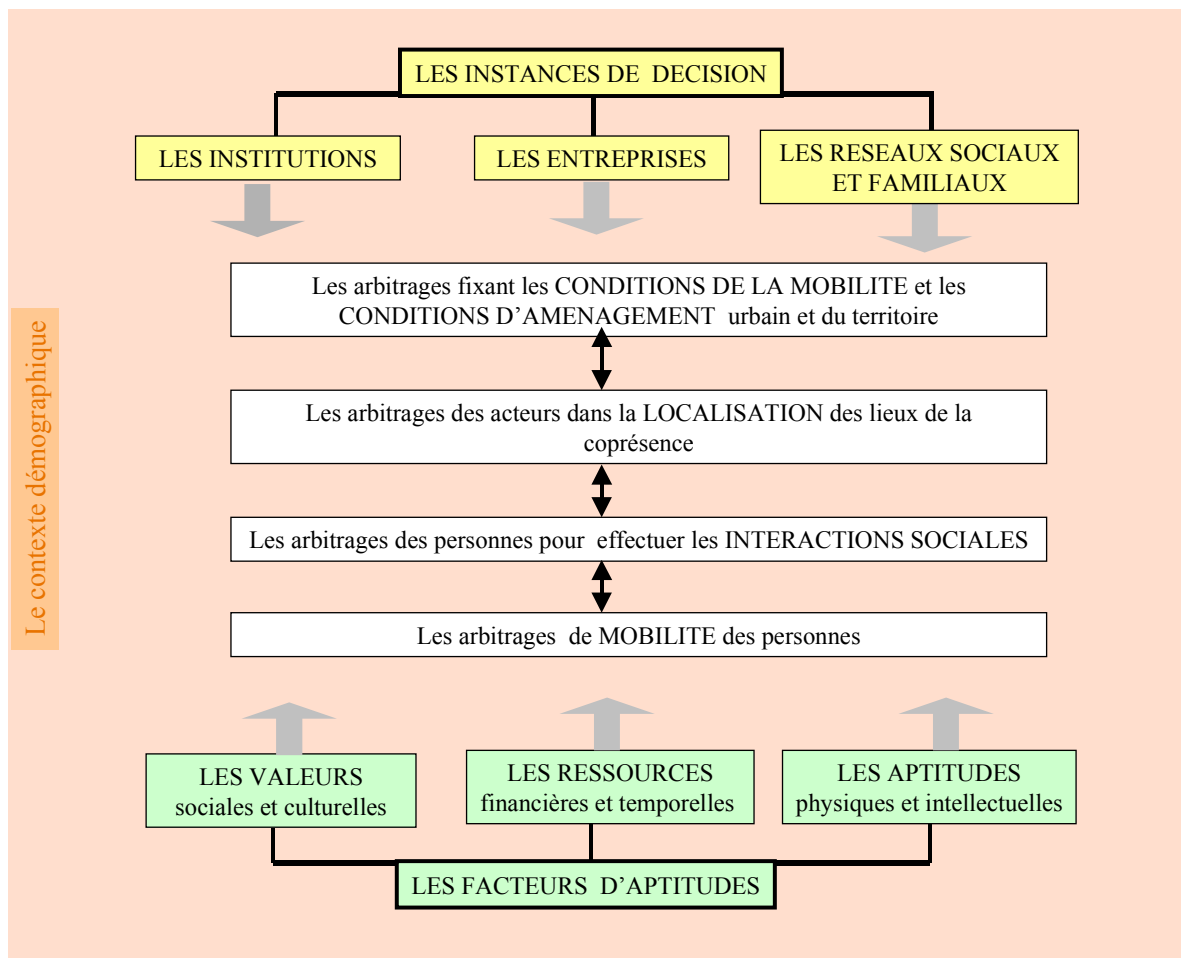 LES INSTANCES DE DECISION
LES INSTITUTIONS
LES ENTREPRISES
LES RESEAUX SOCIAUX
ET FAMILIAUX
Les arbitrages fixant les CONDITIONS DE LA MOBILITE et les
CONDITIONS D’AMENAGEMENT urbain et du territoire
Les arbitrages des acteurs dans la LOCALISATION des lieux de la
coprésence
Les arbitrages des personnes pour effectuer les INTERACTIONS SOCIALES
Les arbitrages de MOBILITE des personnes
Le contexte démographique
LES VALEURS
sociales et culturelles
LES RESSOURCES
financières et temporelles
LES APTITUDES
physiques et intellectuelles
LES FACTEURS D’APTITUDES